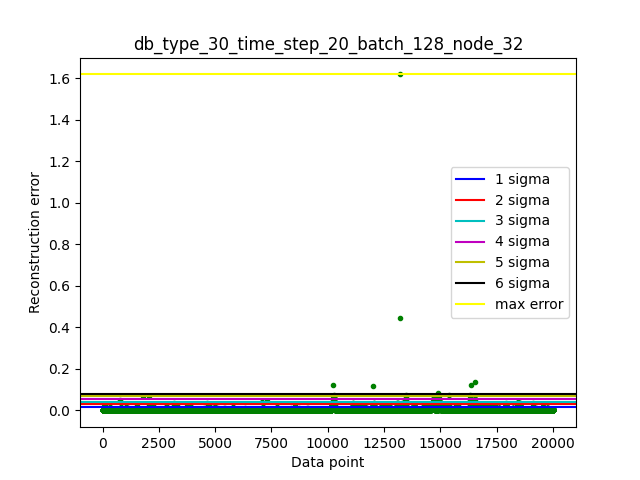 db_type_30_time_step_20_batch_128_node_32
1.6
1.4
1.2
1.0
0.8
0.6
0.4
0.2
0.0
Reconstruction error
1 sigma
2 sigma
3 sigma
4 sigma
5 sigma
6 sigma
max error
0 2500 5000 7500 10000 12500 15000 17500 20000
Data point